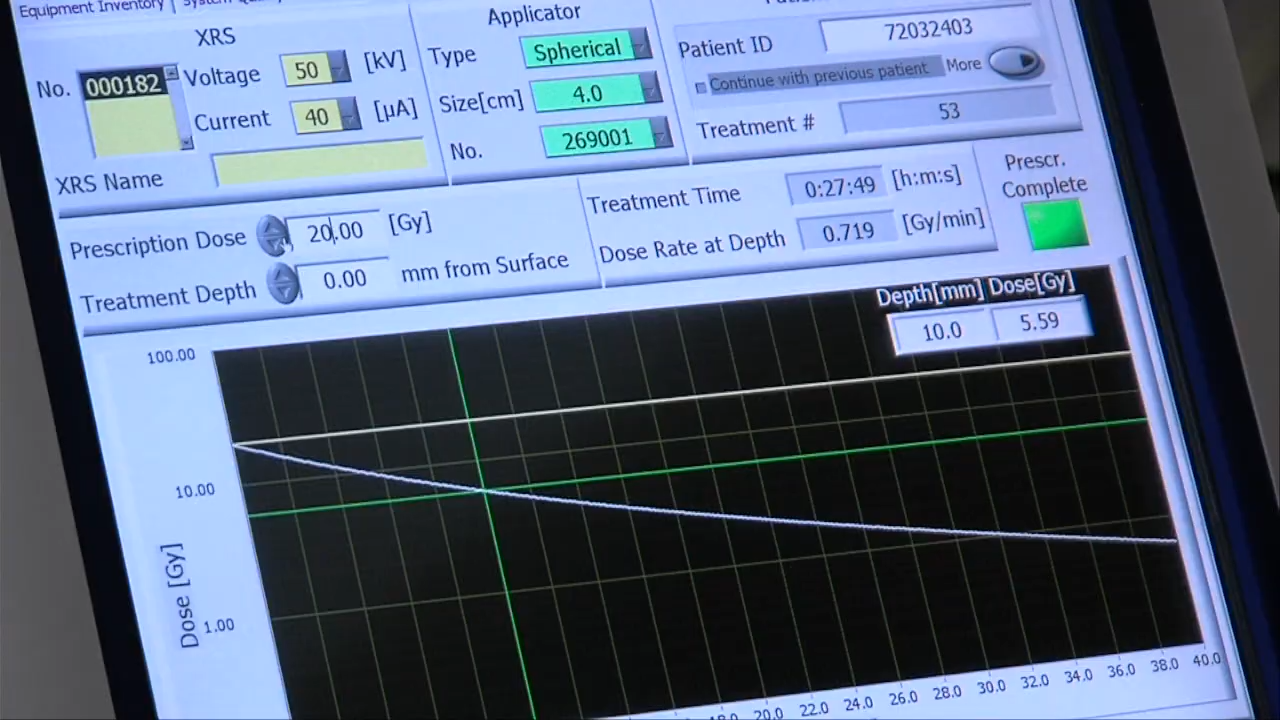 Equipment Inventory
XRS
No. 000182
Voltage 50 [kV]
Current 40 [µA]
XRS Name
Applicator
Type Spherical
Size[cm] 4.0
No. 269001
Patient ID 72032403
Continue with previous patient More
Treatment # 53
Prescription Dose 20.00 [Gy]
Treatment Depth 0.00 mm from Surface
Treatment Time 0:27:49 [h:m:s]
Dose Rate at Depth 0.719 [Gy/min]
Prescr.
Complete
Depth[mm] Dose[Gy]
10.0 5.59
100.00
10.00
1.00
Dose [Gy]
20.0 22.0 24.0 26.0 28.0 30.0 32.0 34.0 36.0 38.0 40.0